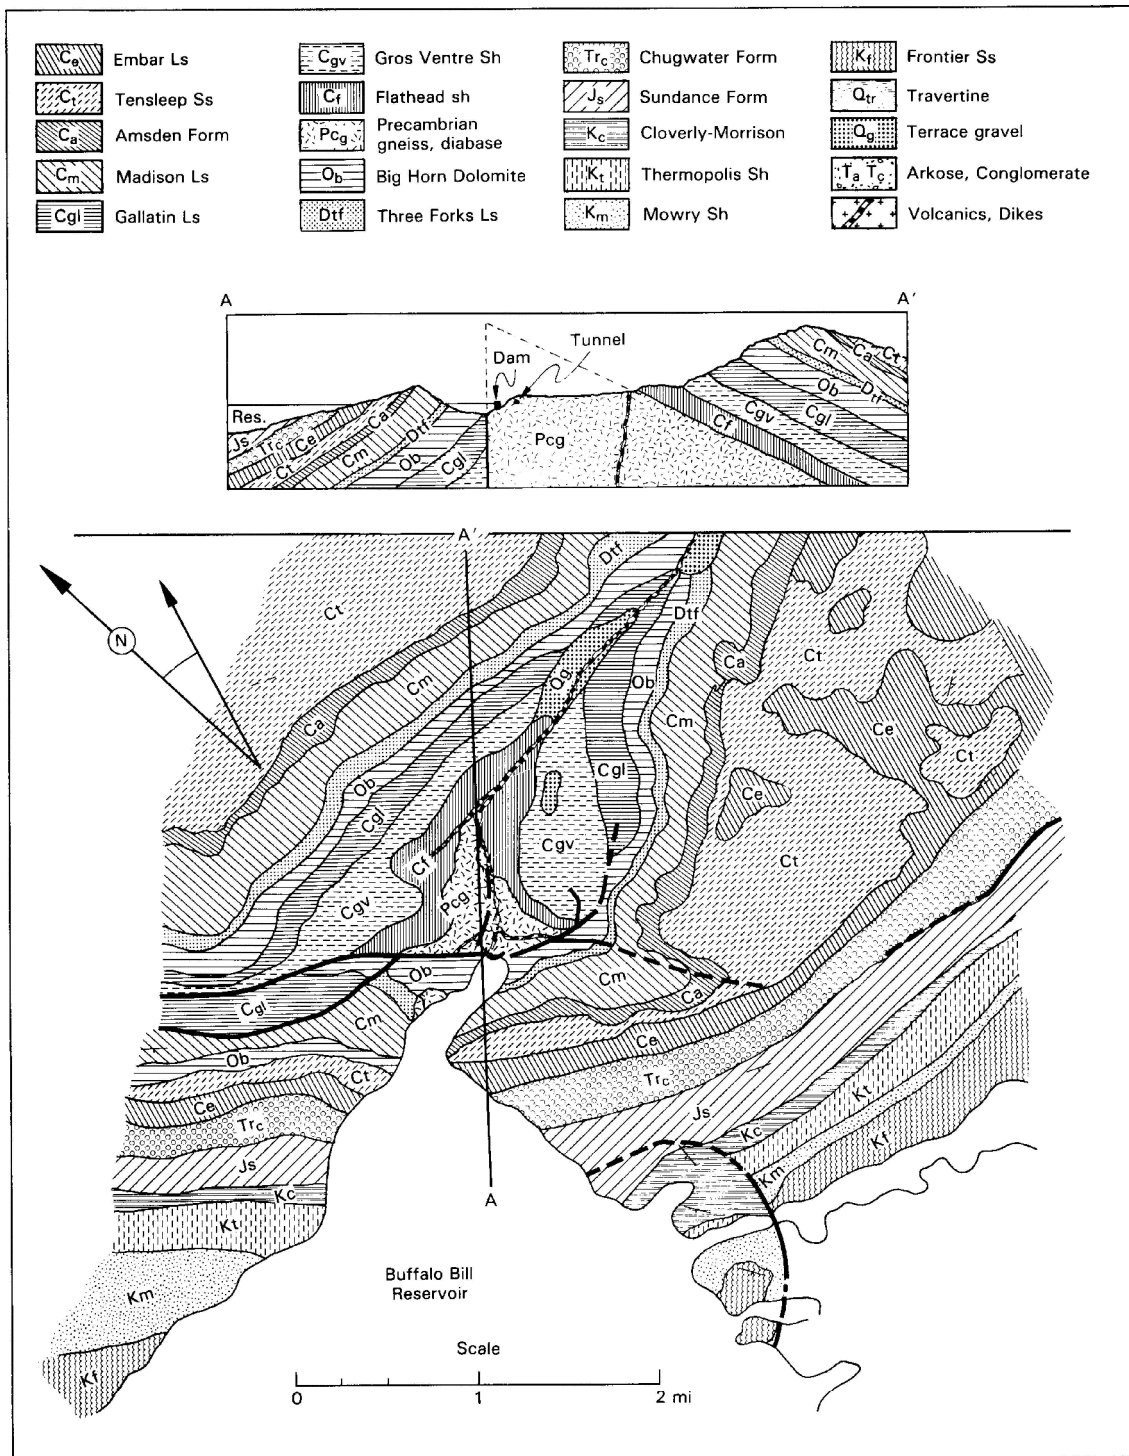 Ce Embar Ls
Ct Tensleep Ss
Ca Amsden Form
Cm Madison Ls
Cgl Gallatin Ls
Cgv Gros Ventre Sh
Cf Flathead sh
Pcg Precambrian
gneiss, diabase
Ob Big Horn Dolomite
Dtf Three Forks Ls
Trc Chugwater Form
Js Sundance Form
Kc Cloverly-Morrison
Kt Thermopolis Sh
Km Mowry Sh
Kf Frontier Ss
Qtr Travertine
Qg Terrace gravel
Ta Tc Arkose, Conglomerate
Volcanics, Dikes
A A'
Tunnel
Dam
Res.
Js Trc Ce Ct Ca Cm Dtf Ob Cgl
Pcg
Cf Cgv Cgl Ob Dtf Cm Ca Ct
A'
N
Ct
Dtf
Dtf
Cm
Ca
Ct
Qg
Ob
Ca
Cm
Ce
Ct
Ob
Cgl
Cgl
Ce
Cf
Cgv
Ct
Pcg
Cgv
Ob
Cm
Cgl
Ca
Cm
Ce
Ob
Ct
Trc
Ce
Kt
Trc
Js
Kc
Kf
Js
Km
Kc
A
Kt
Km
Kf
Buffalo Bill
Reservoir
Scale
0 1 2 mi